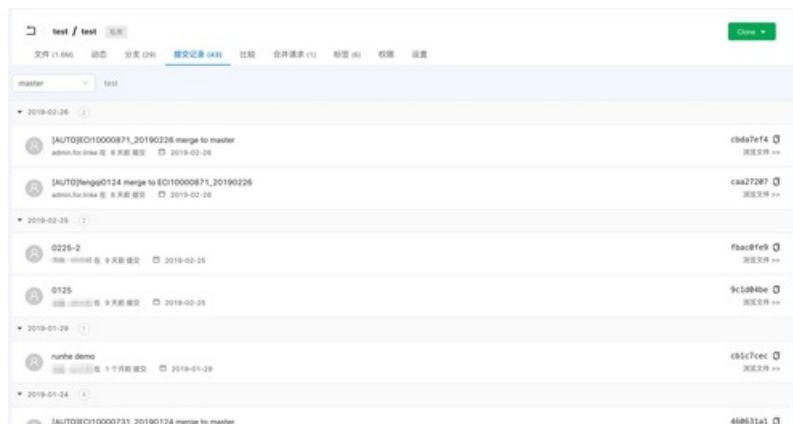 test / test 私有
Clone
文件 (1.6M) 动态 分支 (29) 提交记录 (43) 比较 合并请求 (1) 标签 (6) 权限 设置
master test
2019-02-26 2
[AUTO]ECI10000871_20190226 merge to master cbda7ef4
admin.for.linke 在 8 天前 提交 2019-02-26 浏览文件 >>
[AUTO]fengqi0124 merge to ECI10000871_20190226 caa27207
admin.for.linke 在 8 天前 提交 2019-02-26 浏览文件 >>
2019-02-25 2
0225-2 fbac0fe9
在 9 天前 提交 2019-02-25 浏览文件 >>
0125 9c1d04be
在 9 天前 提交 2019-02-25 浏览文件 >>
2019-01-29 1
runhe demo cb1c7cec
在 1 个月前 提交 2019-01-29 浏览文件 >>
2019-01-24 4
[AUTO]ECI10000731_20190124 merge to master 460631a1